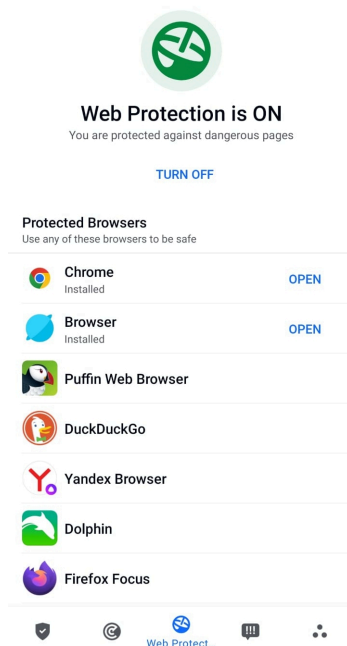 Web Protection is ON
You are protected against dangerous pages
TURN OFF
Protected Browsers
Use any of these browsers to be safe
Chrome
Installed
OPEN
Browser
Installed
OPEN
Puffin Web Browser
DuckDuckGo
Yandex Browser
Dolphin
Firefox Focus
Web Protect...